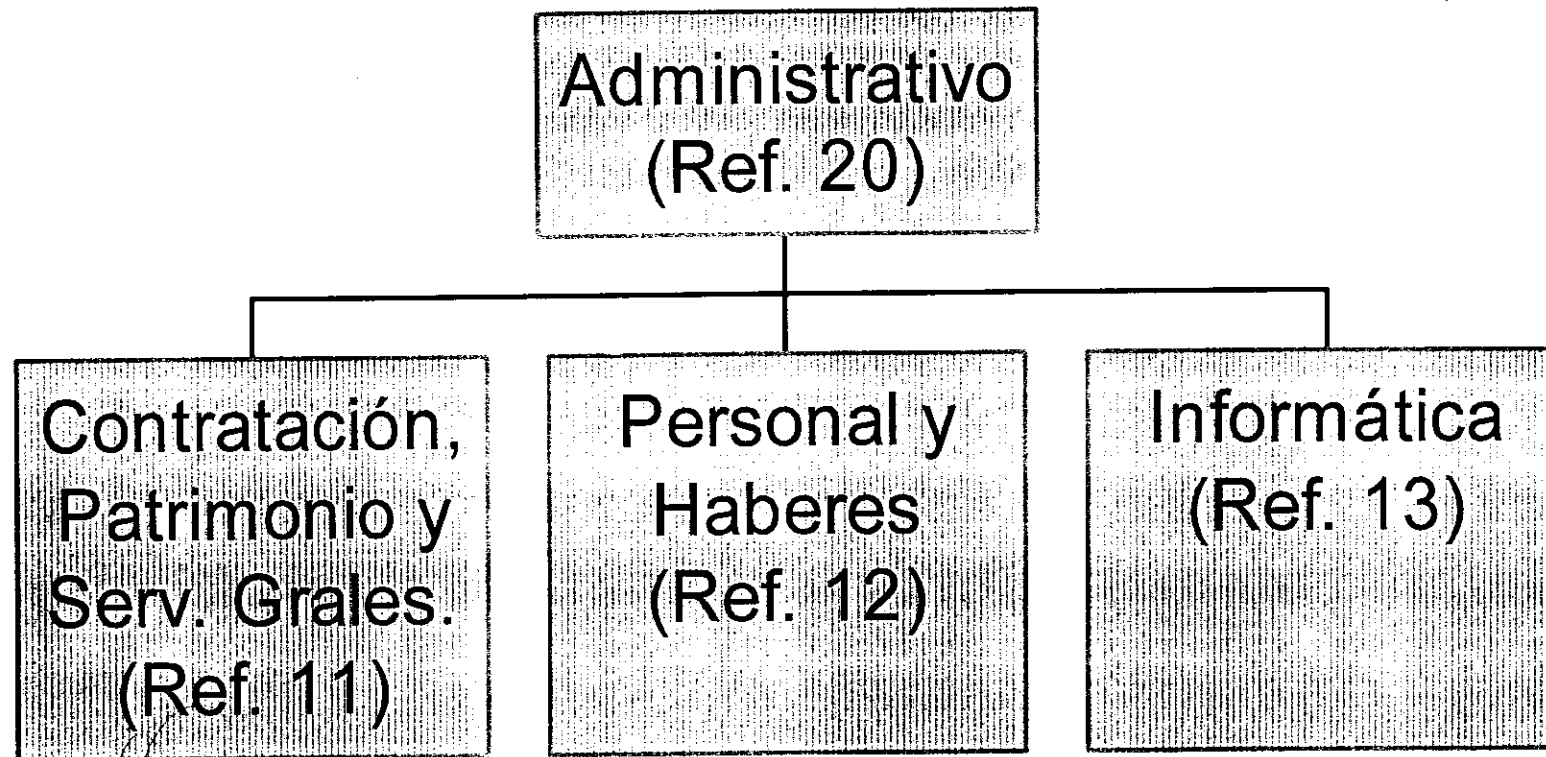 Administrativo
(Ref. 20)
Contratación,
Patrimonio y
Serv. Grales.
(Ref. 11)
Personal y
Haberes
(Ref. 12)
Informática
(Ref. 13)